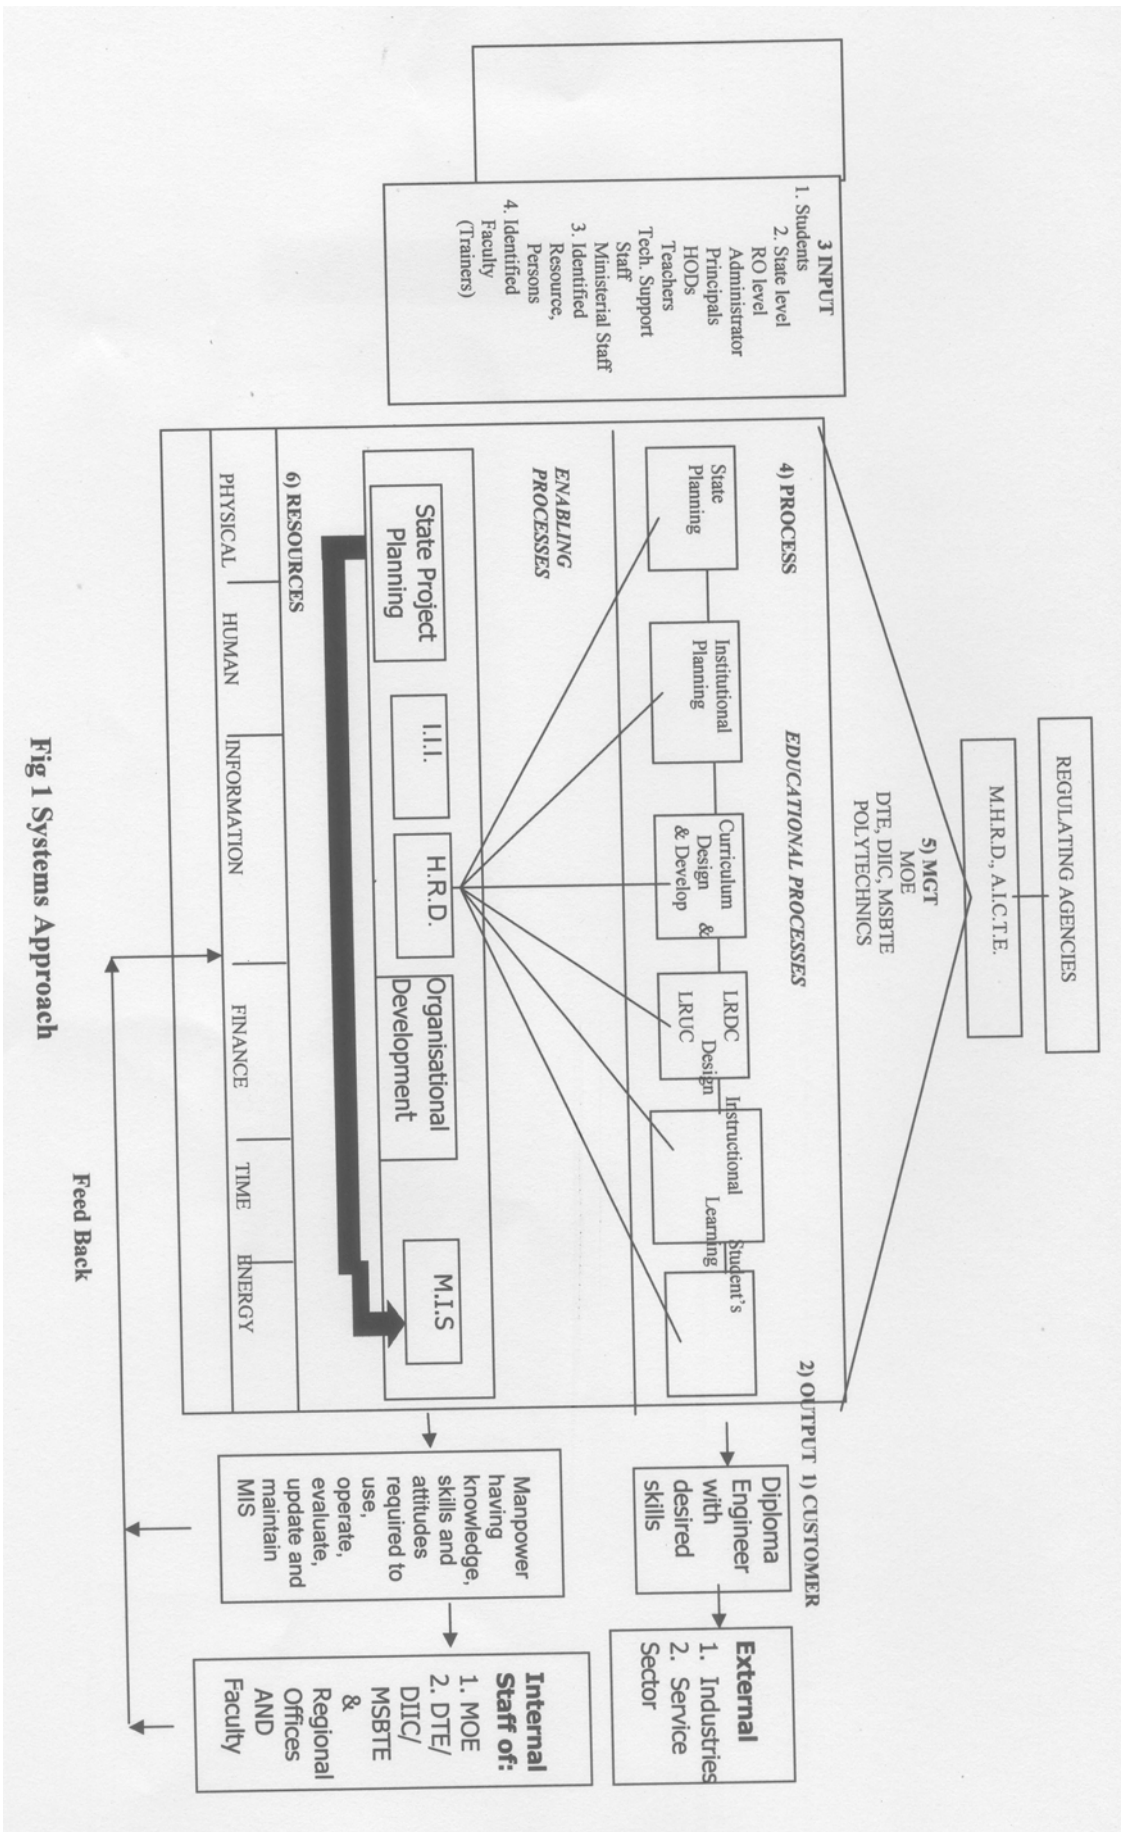 REGULATING AGENCIES
M.H.R.D., A.I.C.T.E.
5) MGT
MOE
DTE, DIIC, MSBTE
POLYTECHNICS
3 INPUT
1. Students
2. State level
RO level
Administrator
Principals
HODs
Teachers
Tech. Support
Staff
Ministerial Staff
3. Identified
Resource,
Persons
4. Identified
Faculty
(Trainers)
4) PROCESS
EDUCATIONAL PROCESSES
State
Planning
Institutional
Planning
Curriculum
Design &
& Develop
LRDC
LRUC
Instructional
Design
Student's
Learning
ENABLING
PROCESSES
State Project
Planning
I.I.I.
H.R.D.
Organisational
Development
M.I.S
6) RESOURCES
PHYSICAL
HUMAN
INFORMATION
FINANCE
TIME
ENERGY
2) OUTPUT 1) CUSTOMER
Diploma
Engineer
with
desired
skills
External
1. Industries
2. Service
Sector
Manpower
having
knowledge,
skills and
attitudes
required to
use,
operate,
evaluate,
update and
maintain
MIS
Internal
Staff of:
1. MOE
2. DTE/
DIIC/
MSBTE
&
Regional
Offices
AND
Faculty
Feed Back
Fig 1 Systems Approach